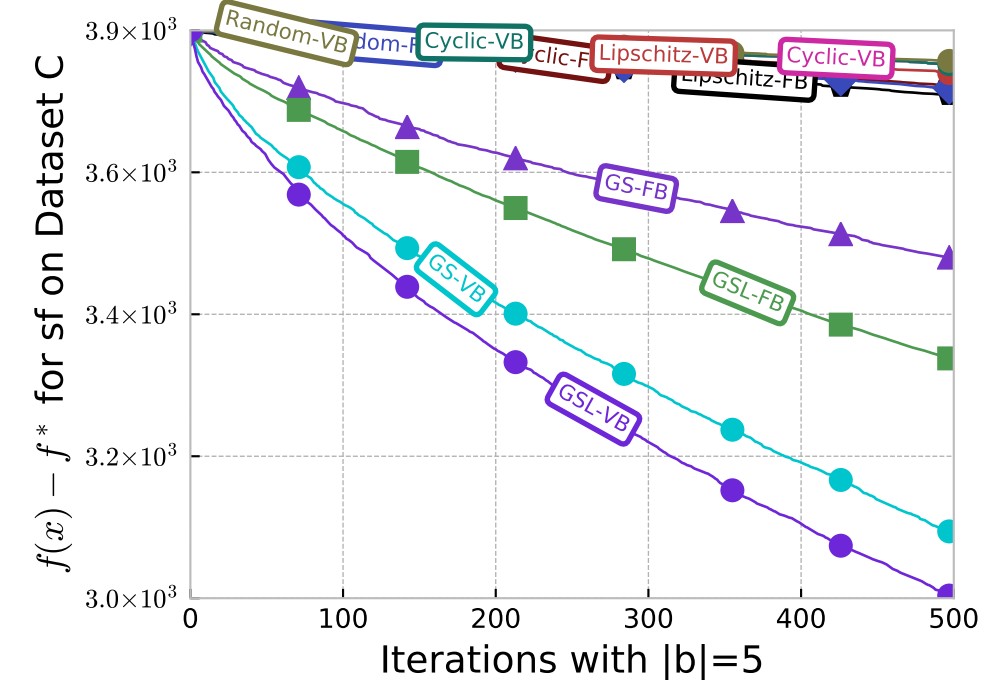 f(x) − f* for sf on Dataset C
3.9×10³
3.6×10³
3.4×10³
3.2×10³
3.0×10³
Random-VB
Cyclic-VB
Lipschitz-VB
Cyclic-VB
Lipschitz-FB
GS-FB
GSL-FB
GS-VB
GSL-VB
0 100 200 300 400 500
Iterations with |b|=5